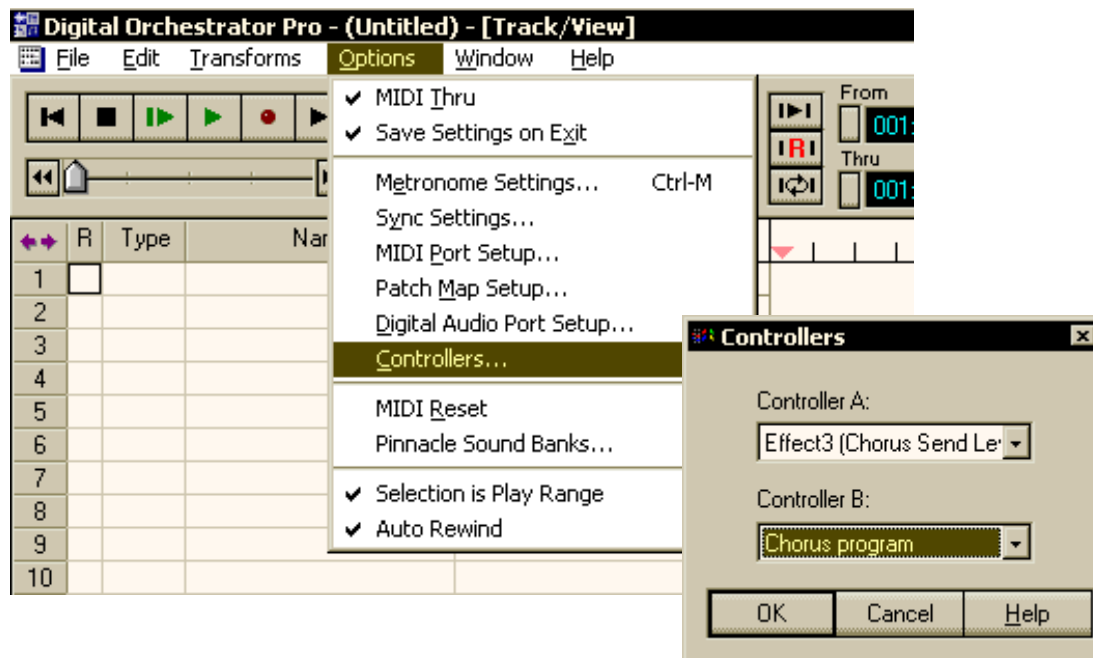 Digital Orchestrator Pro - (Untitled) - [Track/View]
File Edit Transforms Options Window Help
MIDI Thru
Save Settings on Exit
Metronome Settings... Ctrl-M
Sync Settings...
MIDI Port Setup...
Patch Map Setup...
Digital Audio Port Setup...
Controllers...
MIDI Reset
Pinnacle Sound Banks...
Selection is Play Range
Auto Rewind
R
From
001:
Thru
001:
R Type Nar
1
2
3
4
5
6
7
8
9
10
Controllers
Controller A:
Effect3 (Chorus Send Le
Controller B:
Chorus program
OK Cancel Help